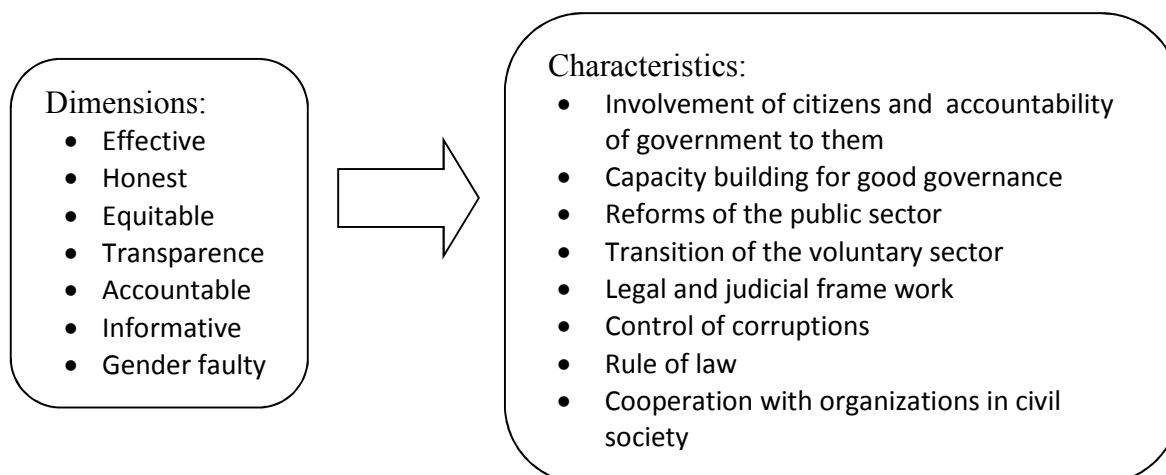 Dimensions:
• Effective
• Honest
• Equitable
• Transparence
• Accountable
• Informative
• Gender faulty
Characteristics:
• Involvement of citizens and accountability
of government to them
• Capacity building for good governance
• Reforms of the public sector
• Transition of the voluntary sector
• Legal and judicial frame work
• Control of corruptions
• Rule of law
• Cooperation with organizations in civil
society